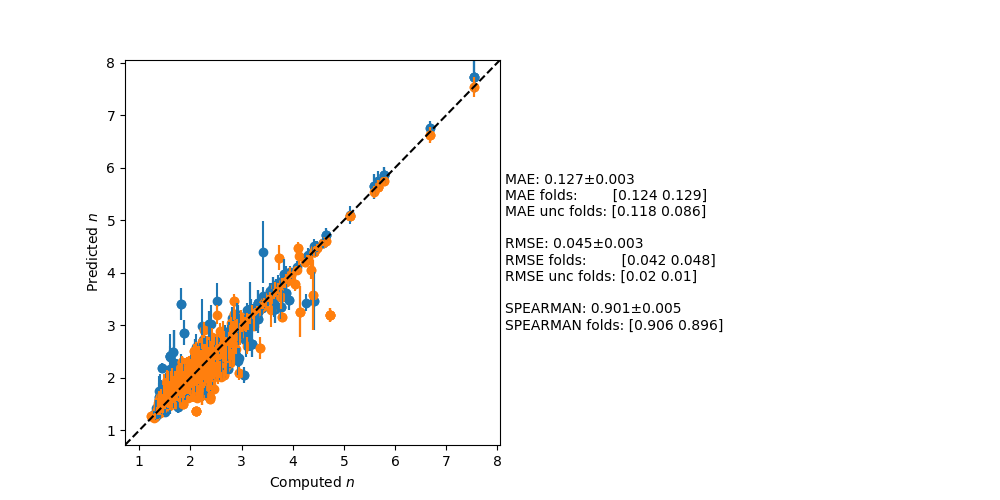 8
7
6
5
4
3
2
1
Predicted n
1 2 3 4 5 6 7 8
Computed n
MAE: 0.127±0.003
MAE folds: [0.124 0.129]
MAE unc folds: [0.118 0.086]
RMSE: 0.045±0.003
RMSE folds: [0.042 0.048]
RMSE unc folds: [0.02 0.01]
SPEARMAN: 0.901±0.005
SPEARMAN folds: [0.906 0.896]